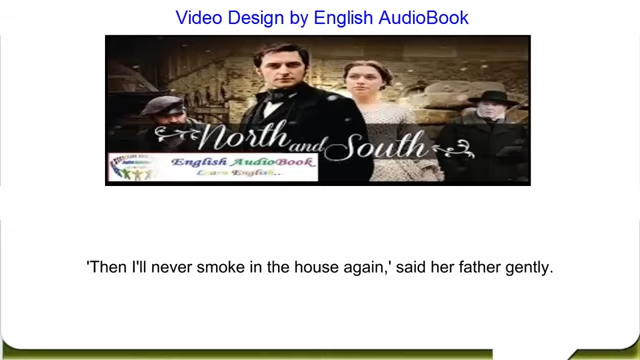 Video Design by English AudioBook
North and South
English AudioBook
Learn English...
'Then I'll never smoke in the house again,' said her father gently.